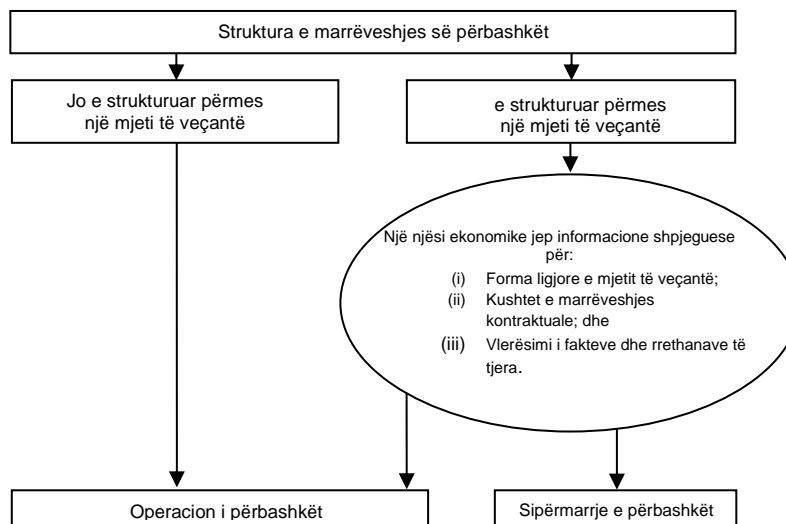 Struktura e marrëveshjes së përbashkët
Jo e strukturuar përmes
një mjeti të veçantë
e strukturuar përmes
një mjeti të veçantë
Një njësi ekonomike jep informacione shpjeguese
për:
(i) Forma ligjore e mjetit të veçantë;
(ii) Kushtet e marrëveshjes
kontraktuale; dhe
(iii) Vlerësimi i fakteve dhe rrethanave të
tjera.
Operacion i përbashkët
Sipërmarrje e përbashkët